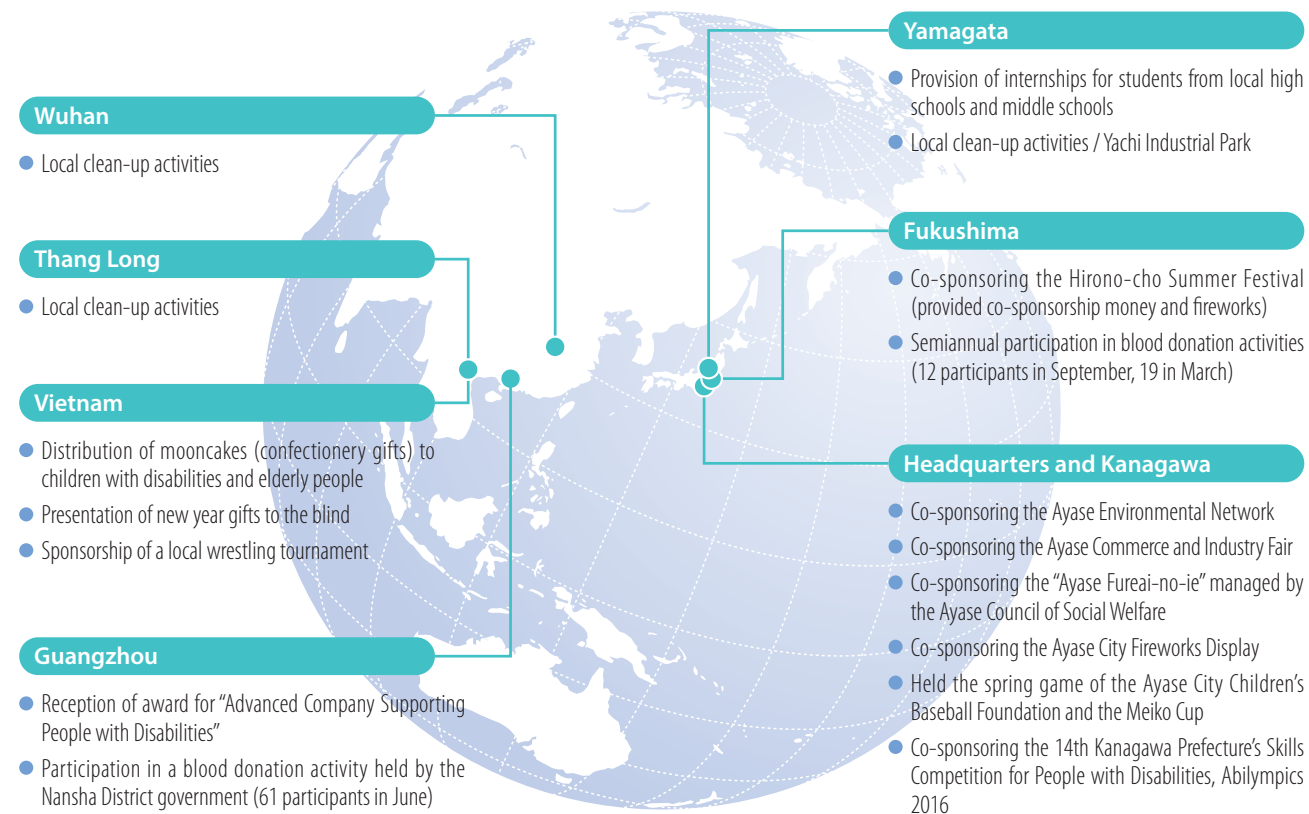 Wuhan
● Local clean-up activities
Thang Long
● Local clean-up activities
Vietnam
● Distribution of mooncakes (confectionery gifts) to
children with disabilities and elderly people
● Presentation of new year gifts to the blind
● Sponsorship of a local wrestling tournament
Guangzhou
● Reception of award for “Advanced Company Supporting
People with Disabilities”
● Participation in a blood donation activity held by the
Nansha District government (61 participants in June)
Yamagata
● Provision of internships for students from local high
schools and middle schools
● Local clean-up activities / Yachi Industrial Park
Fukushima
● Co-sponsoring the Hirono-cho Summer Festival
(provided co-sponsorship money and fireworks)
● Semiannual participation in blood donation activities
(12 participants in September, 19 in March)
Headquarters and Kanagawa
● Co-sponsoring the Ayase Environmental Network
● Co-sponsoring the Ayase Commerce and Industry Fair
● Co-sponsoring the “Ayase Fureai-no-ie” managed by
the Ayase Council of Social Welfare
● Co-sponsoring the Ayase City Fireworks Display
● Held the spring game of the Ayase City Children’s
Baseball Foundation and the Meiko Cup
● Co-sponsoring the 14th Kanagawa Prefecture’s Skills
Competition for People with Disabilities, Abilympics
2016